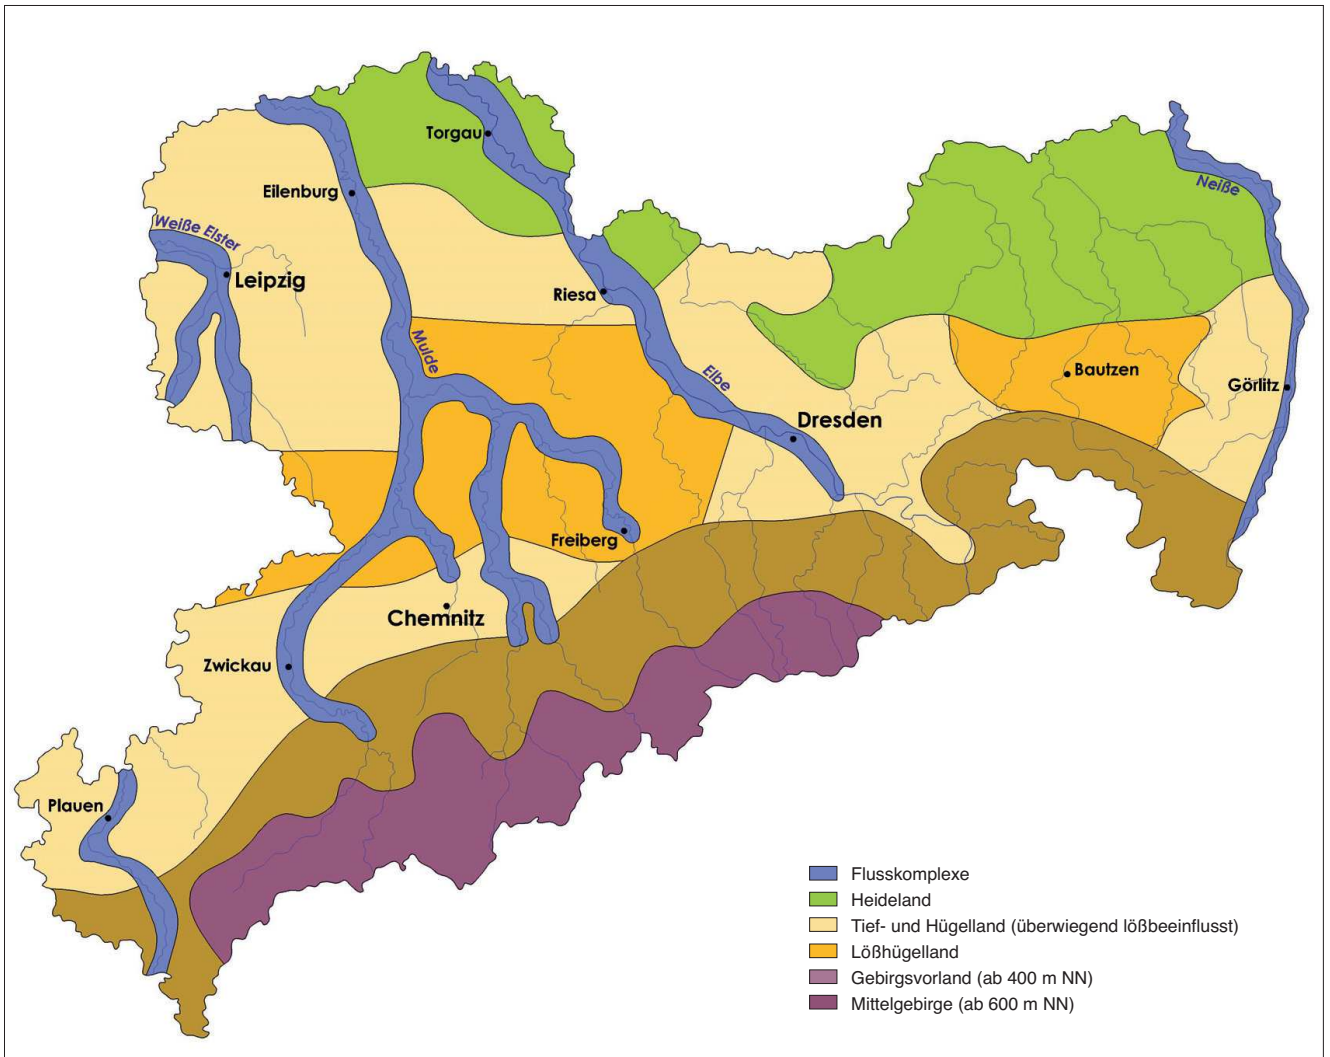 Torgau
Eilenburg
Neiße
Weiße Elster
Leipzig
Riesa
Mulde
Elbe
Bautzen
Görlitz
Dresden
Freiberg
Chemnitz
Zwickau
Plauen
Flusskomplexe
Heideland
Tief- und Hügelland (überwiegend lößbeeinflusst)
Lößhügelland
Gebirgsvorland (ab 400 m NN)
Mittelgebirge (ab 600 m NN)